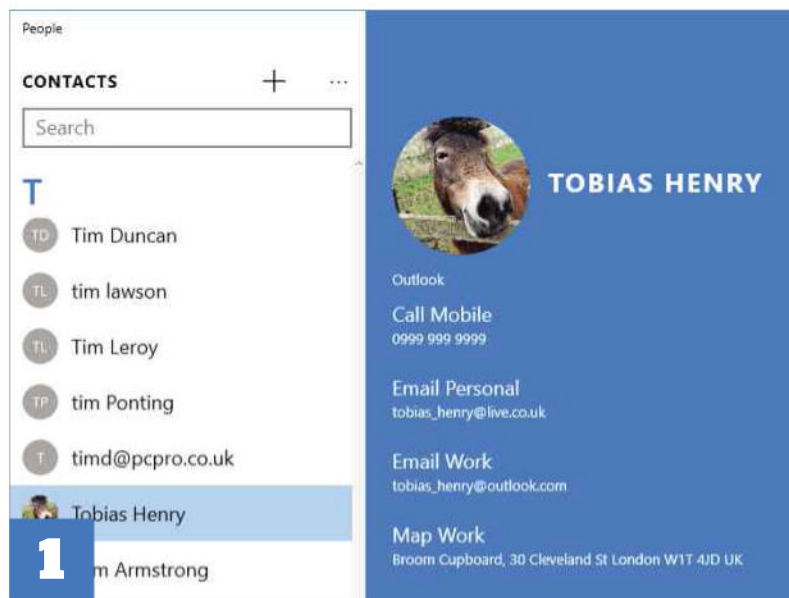 People
CONTACTS + ...
Search
T
TD Tim Duncan
TL tim lawson
TL Tim Leroy
TP tim Ponting
T timd@pcpro.co.uk
Tobias Henry
m Armstrong
1
TOBIAS HENRY
Outlook
Call Mobile
0999 999 9999
Email Personal
tobias_henry@live.co.uk
Email Work
tobias_henry@outlook.com
Map Work
Broom Cupboard, 30 Cleveland St London W1T 4JD UK